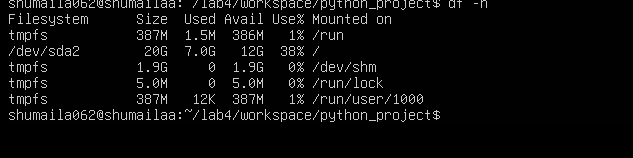 shumaila062@shumailaa:~/lab4/workspace/python_project$ df -h
Filesystem Size Used Avail Use% Mounted on
tmpfs 387M 1.5M 386M 1% /run
/dev/sda2 20G 7.0G 12G 38% /
tmpfs 1.9G 0 1.9G 0% /dev/shm
tmpfs 5.0M 0 5.0M 0% /run/lock
tmpfs 387M 12K 387M 1% /run/user/1000
shumaila062@shumailaa:~/lab4/workspace/python_project$